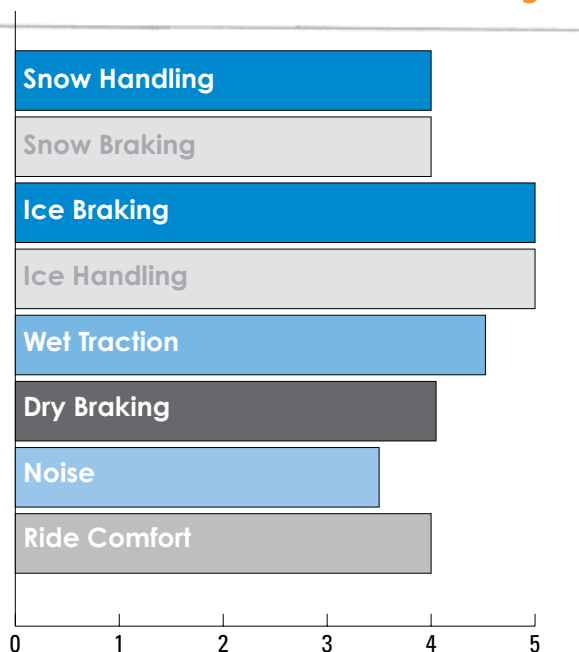 Snow Handling
Snow Braking
Ice Braking
Ice Handling
Wet Traction
Dry Braking
Noise
Ride Comfort
0 1 2 3 4 5